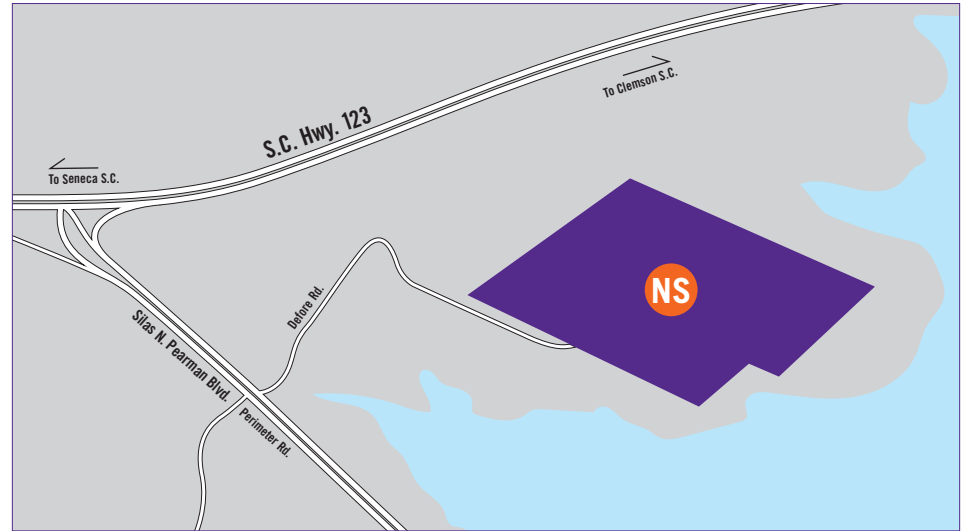 S.C. Hwy. 123
To Clemson S.C.
To Seneca S.C.
NS
Defore Rd.
Silas N. Pearman Blvd.
Perimeter Rd.